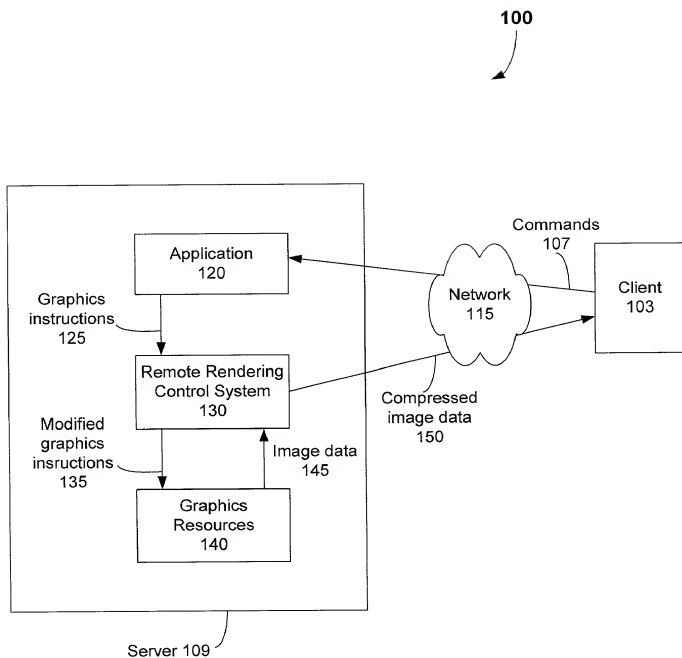 100
Commands
107
Application
120
Client
103
Network
115
Graphics
instructions
125
Remote Rendering
Control System
130
Compressed
image data
150
Modified
graphics
insructions
135
Image data
145
Graphics
Resources
140
Server 109